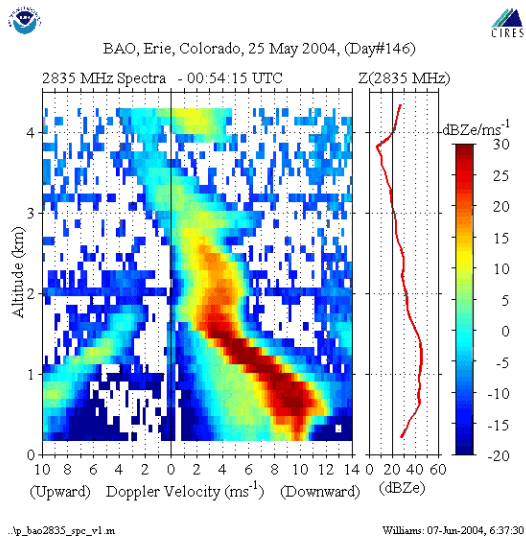 CIRES
BAO, Erie, Colorado, 25 May 2004, (Day#146)
2835 MHz Spectra - 00:54:15 UTC
Z(2835 MHz)
dBZe/ms-1
Altitude (km)
4
3
2
1
0
30
25
20
15
10
5
0
-5
-10
-15
-20
10 8 6 4 2 0 2 4 6 8 10 12 14
0 20 40 60
(Upward) Doppler Velocity (ms-1) (Downward)
(dBZe)
..\p_bao2835_spc_v1.m
Williams: 07-Jun-2004, 6:37:30